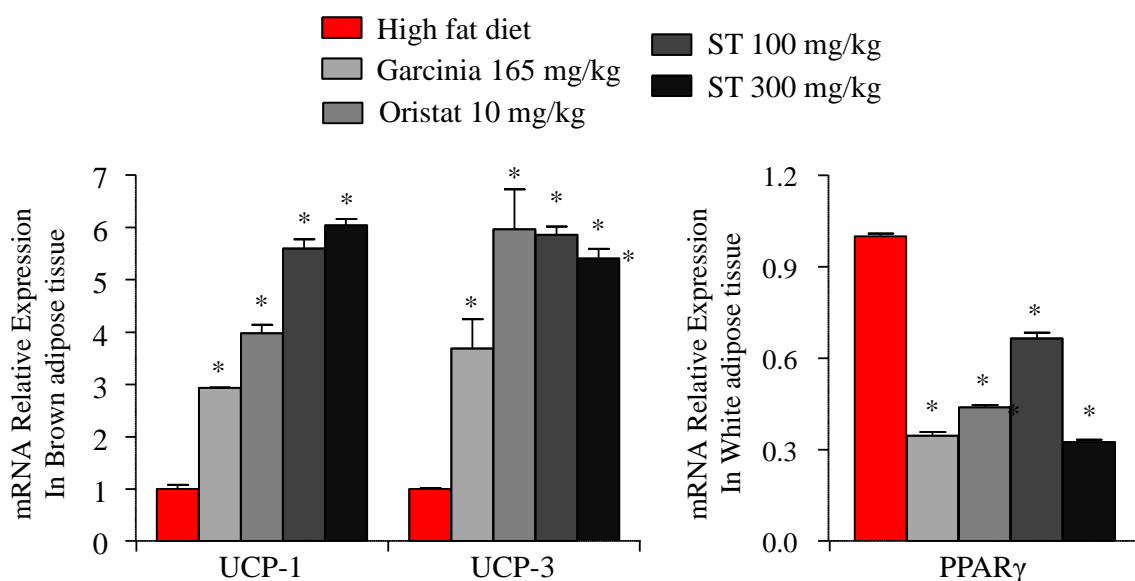 High fat diet
Garcinia 165 mg/kg
Oristat 10 mg/kg
ST 100 mg/kg
ST 300 mg/kg
mRNA Relative Expression
In Brown adipose tissue
7
6
5
4
3
2
1
0
* * * *
* * * * *
UCP-1
UCP-3
mRNA Relative Expression
In White adipose tissue
1.2
0.9
0.6
0.3
0.0
* * * * *
PPARγ